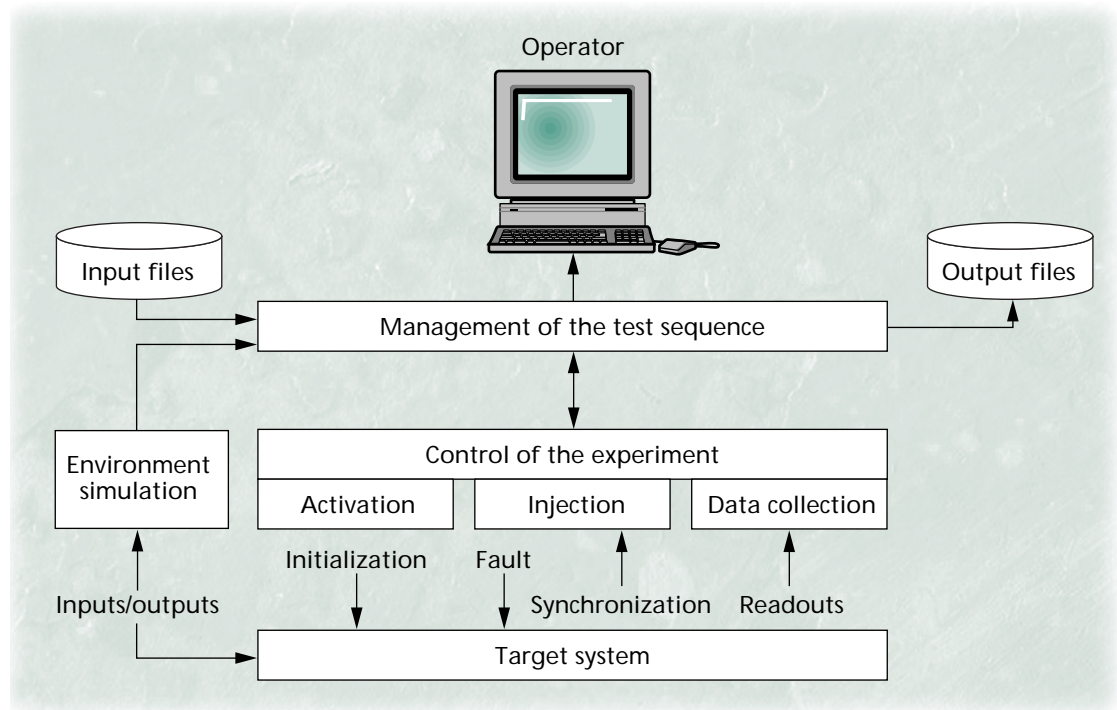 Operator
Input files
Output files
Management of the test sequence
Environment
simulation
Control of the experiment
Activation
Injection
Data collection
Initialization
Fault
Inputs/outputs
Synchronization
Readouts
Target system